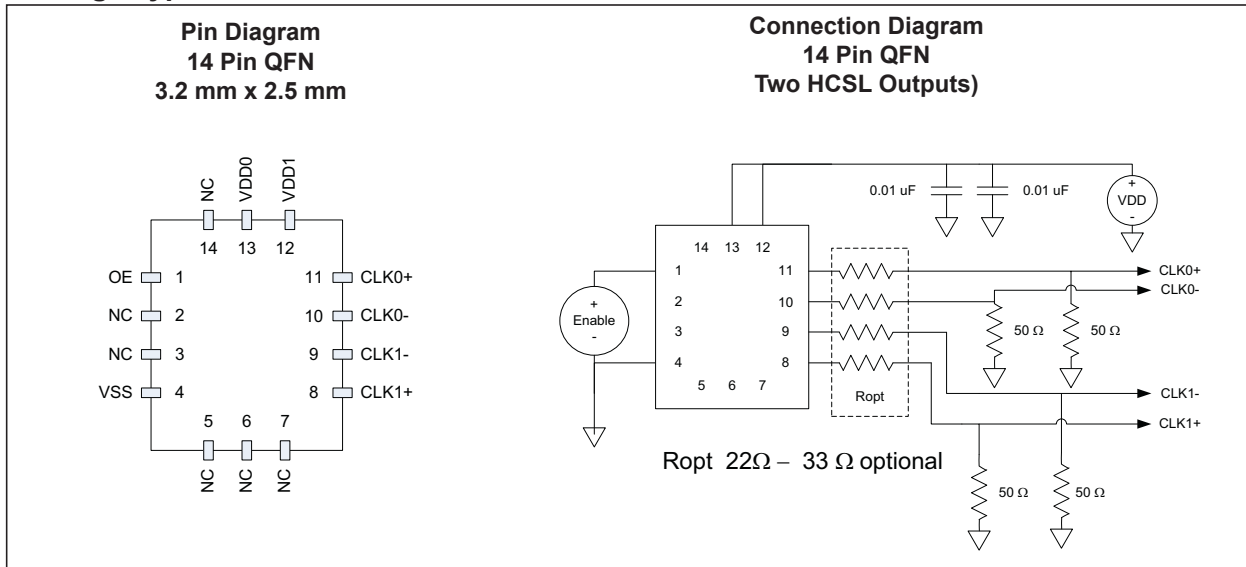 Pin Diagram
14 Pin QFN
3.2 mm x 2.5 mm
NC
VDD0
VDD1
14 13 12
OE 1
NC 2
NC 3
VSS 4
11 CLK0+
10 CLK0-
9 CLK1-
8 CLK1+
5 6 7
NC
NC
NC
Connection Diagram
14 Pin QFN
Two HCSL Outputs)
0.01 uF
0.01 uF
+
VDD
-
14 13 12
1
2
3
4
11
10
9
8
5 6 7
+
Enable
-
Ropt
CLK0+
CLK0-
50 Ω
50 Ω
CLK1-
CLK1+
50 Ω
50 Ω
Ropt 22Ω – 33 Ω optional